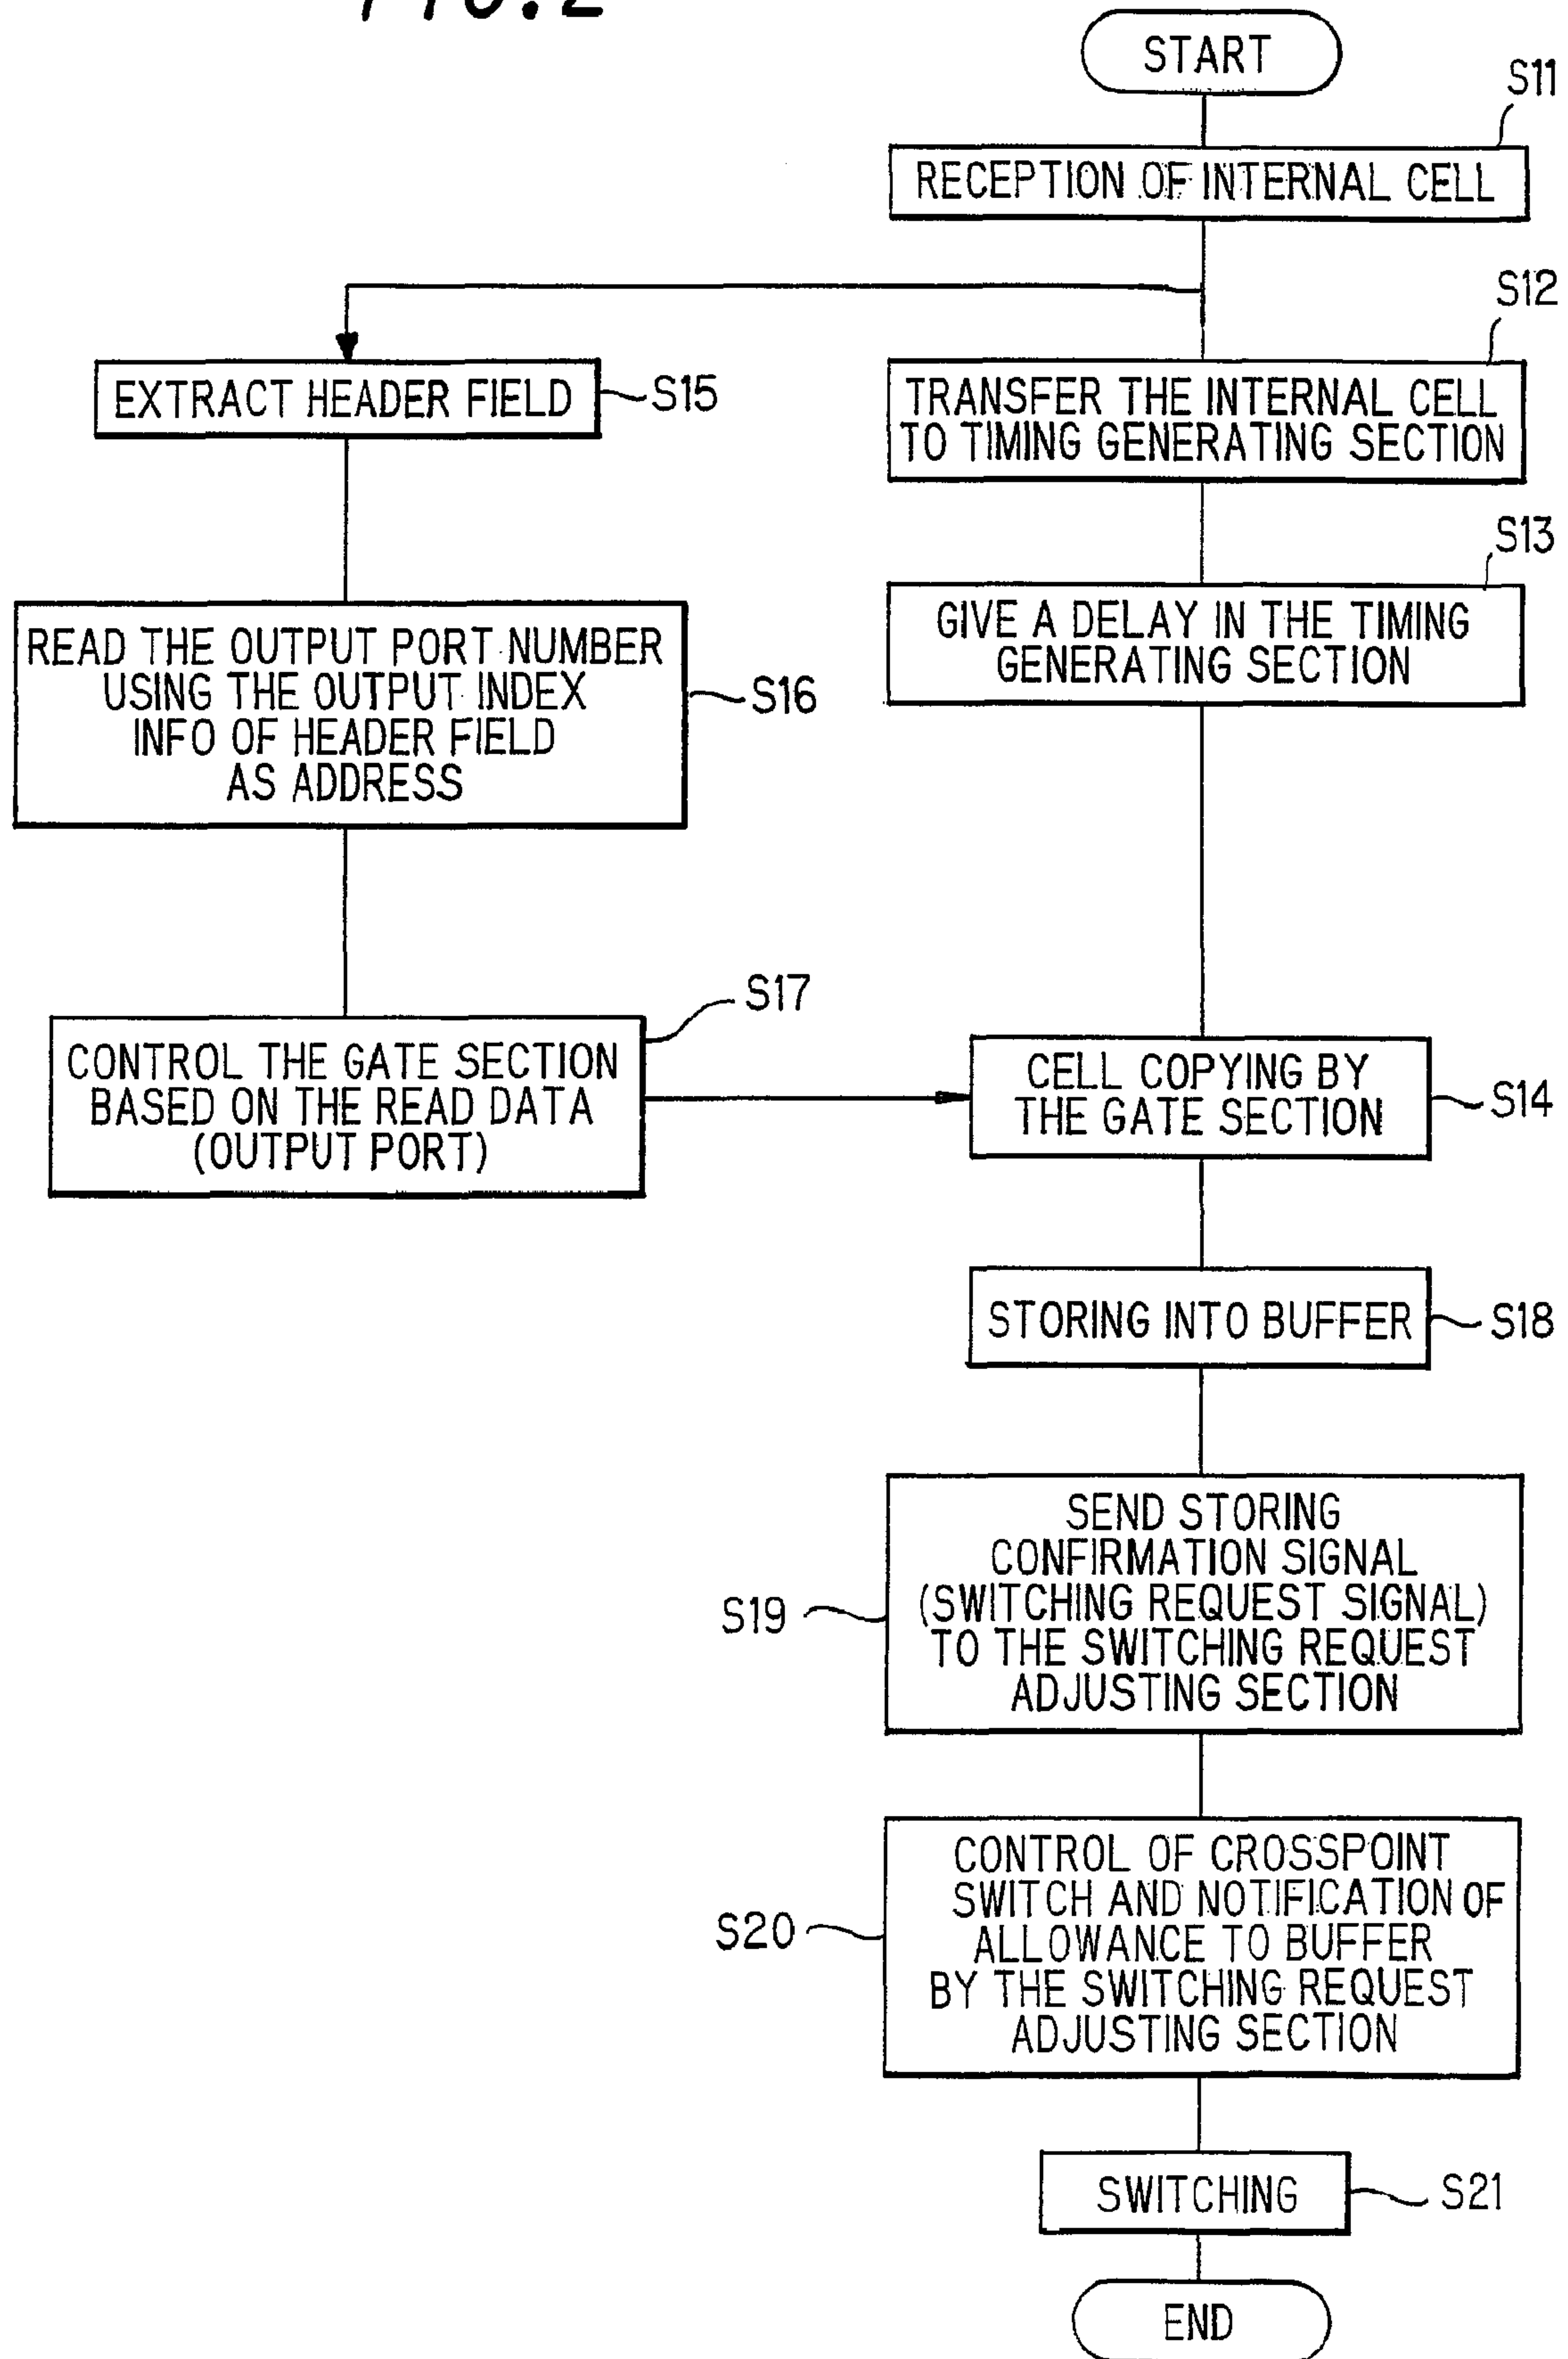 FIG. 2
START
S11
RECEPTION OF INTERNAL CELL
S12
EXTRACT HEADER FIELD
S15
TRANSFER THE INTERNAL CELL
TO TIMING GENERATING SECTION
S13
GIVE A DELAY IN THE TIMING
GENERATING SECTION
READ THE OUTPUT PORT NUMBER
USING THE OUTPUT INDEX
INFO OF HEADER FIELD
AS ADDRESS
S16
S17
CONTROL THE GATE SECTION
BASED ON THE READ DATA
(OUTPUT PORT)
CELL COPYING BY
THE GATE SECTION
S14
STORING INTO BUFFER
S18
SEND STORING
CONFIRMATION SIGNAL
(SWITCHING REQUEST SIGNAL)
TO THE SWITCHING REQUEST
ADJUSTING SECTION
S19
CONTROL OF CROSSPOINT
SWITCH AND NOTIFICATION OF
ALLOWANCE TO BUFFER
BY THE SWITCHING REQUEST
ADJUSTING SECTION
S20
SWITCHING
S21
END